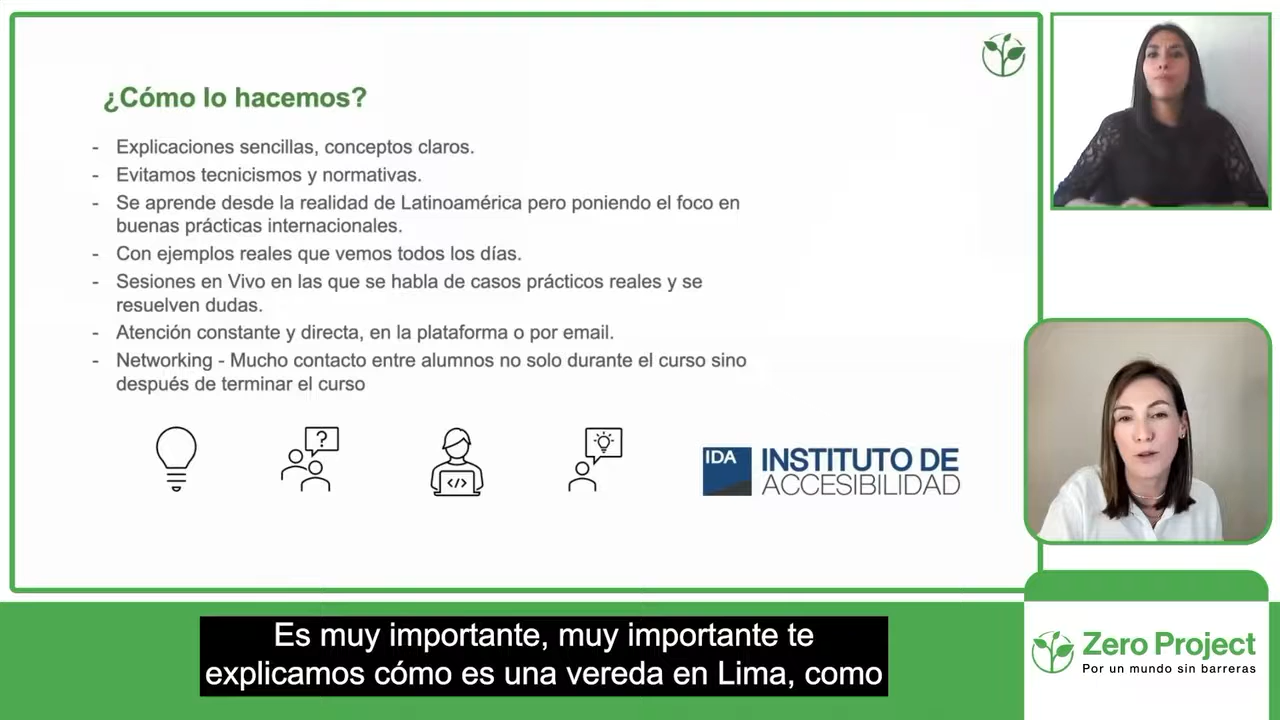 ¿Cómo lo hacemos?
- Explicaciones sencillas, conceptos claros.
- Evitamos tecnicismos y normativas.
- Se aprende desde la realidad de Latinoamérica pero poniendo el foco en
buenas prácticas internacionales.
- Con ejemplos reales que vemos todos los días.
- Sesiones en Vivo en las que se habla de casos prácticos reales y se
resuelven dudas.
- Atención constante y directa, en la plataforma o por email.
- Networking - Mucho contacto entre alumnos no solo durante el curso sino
después de terminar el curso
?
</>
IDA
INSTITUTO DE
ACCESIBILIDAD
Es muy importante, muy importante te
explicamos cómo es una vereda en Lima, como
Zero Project
Por un mundo sin barreras